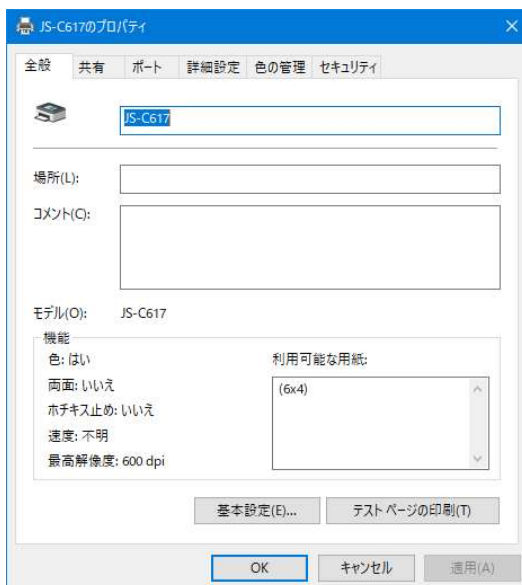 JS-C617のプロパティ
全般 共有 ポート 詳細設定 色の管理 セキュリティ
JS-C617
場所(L):
コメント(C):
モデル(O): JS-C617
機能
色: はい 利用可能な用紙:
両面: いいえ (6x4)
ホチキス止め: いいえ
速度: 不明
最高解像度: 600 dpi
基本設定(E)... テスト ページの印刷(T)
OK キャンセル 適用(A)